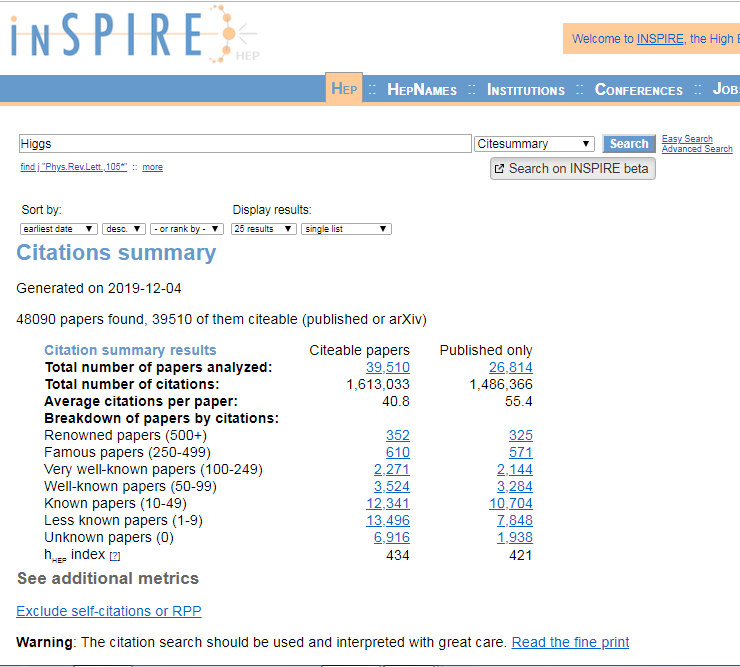 iNSPIRE HEP
Welcome to INSPIRE, the High
HEP :: HEPNAMES :: INSTITUTIONS :: CONFERENCES :: JOB
Higgs Citesummary Search Easy Search
Advanced Search
find j "Phys.Rev.Lett.,105*" :: more
Search on INSPIRE beta
Sort by: Display results:
earliest date desc. - or rank by - 25 results single list
Citations summary
Generated on 2019-12-04
48090 papers found, 39510 of them citeable (published or arXiv)
Citation summary results Citeable papers Published only
Total number of papers analyzed: 39,510 26,814
Total number of citations: 1,613,033 1,486,366
Average citations per paper: 40.8 55.4
Breakdown of papers by citations:
Renowned papers (500+) 352 325
Famous papers (250-499) 610 571
Very well-known papers (100-249) 2,271 2,144
Well-known papers (50-99) 3,524 3,284
Known papers (10-49) 12,341 10,704
Less known papers (1-9) 13,496 7,848
Unknown papers (0) 6,916 1,938
hHEP index [?] 434 421
See additional metrics
Exclude self-citations or RPP
Warning: The citation search should be used and interpreted with great care. Read the fine print